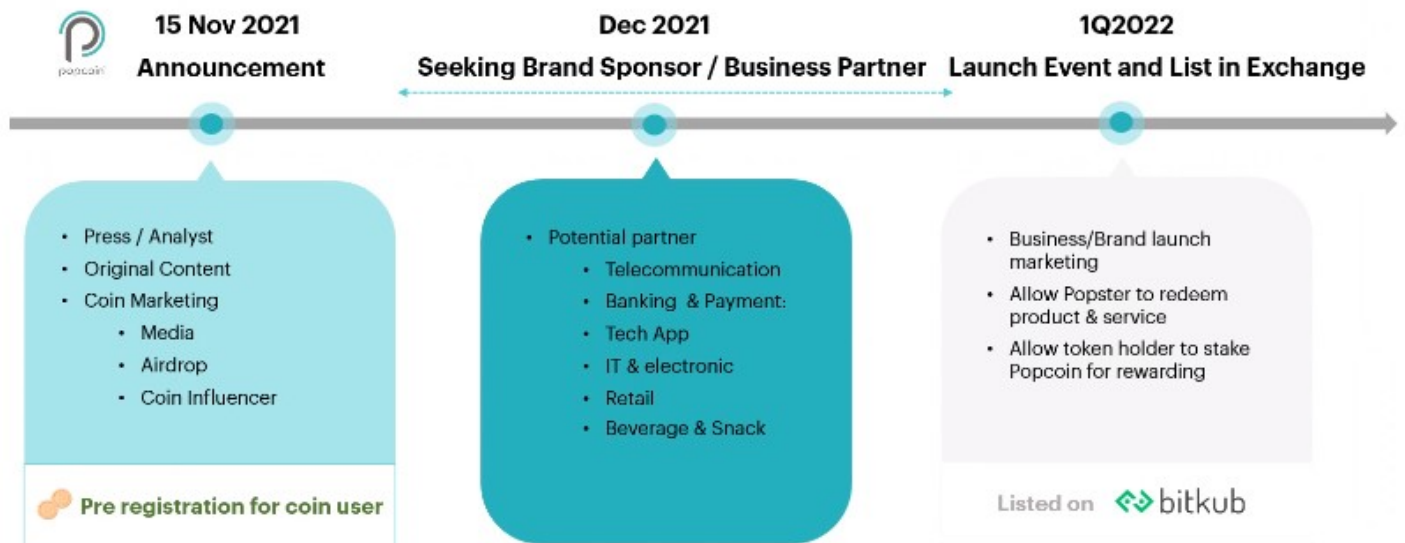 popcoin
15 Nov 2021
Announcement
Dec 2021
Seeking Brand Sponsor / Business Partner
1Q2022
Launch Event and List in Exchange
• Press / Analyst
• Original Content
• Coin Marketing
• Media
• Airdrop
• Coin Influencer
Pre registration for coin user
• Potential partner
• Telecommunication
• Banking & Payment:
• Tech App
• IT & electronic
• Retail
• Beverage & Snack
• Business/Brand launch
marketing
• Allow Popster to redeem
product & service
• Allow token holder to stake
Popcoin for rewarding
Listed on bitkub